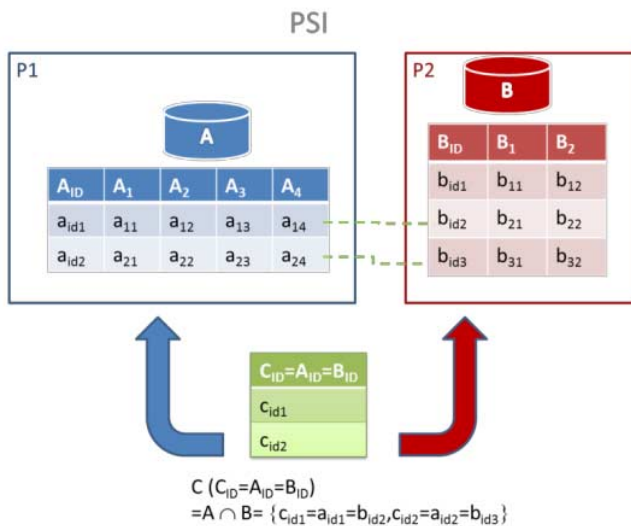 PSI
P1
A
A_ID A_1 A_2 A_3 A_4
a_id1 a_11 a_12 a_13 a_14
a_id2 a_21 a_22 a_23 a_24
P2
B
B_ID B_1 B_2
b_id1 b_11 b_12
b_id2 b_21 b_22
b_id3 b_31 b_32
C_ID=A_ID=B_ID
c_id1
c_id2
C (C_ID=A_ID=B_ID)
=A ∩ B= {c_id1=a_id1=b_id2,c_id2=a_id2=b_id3}